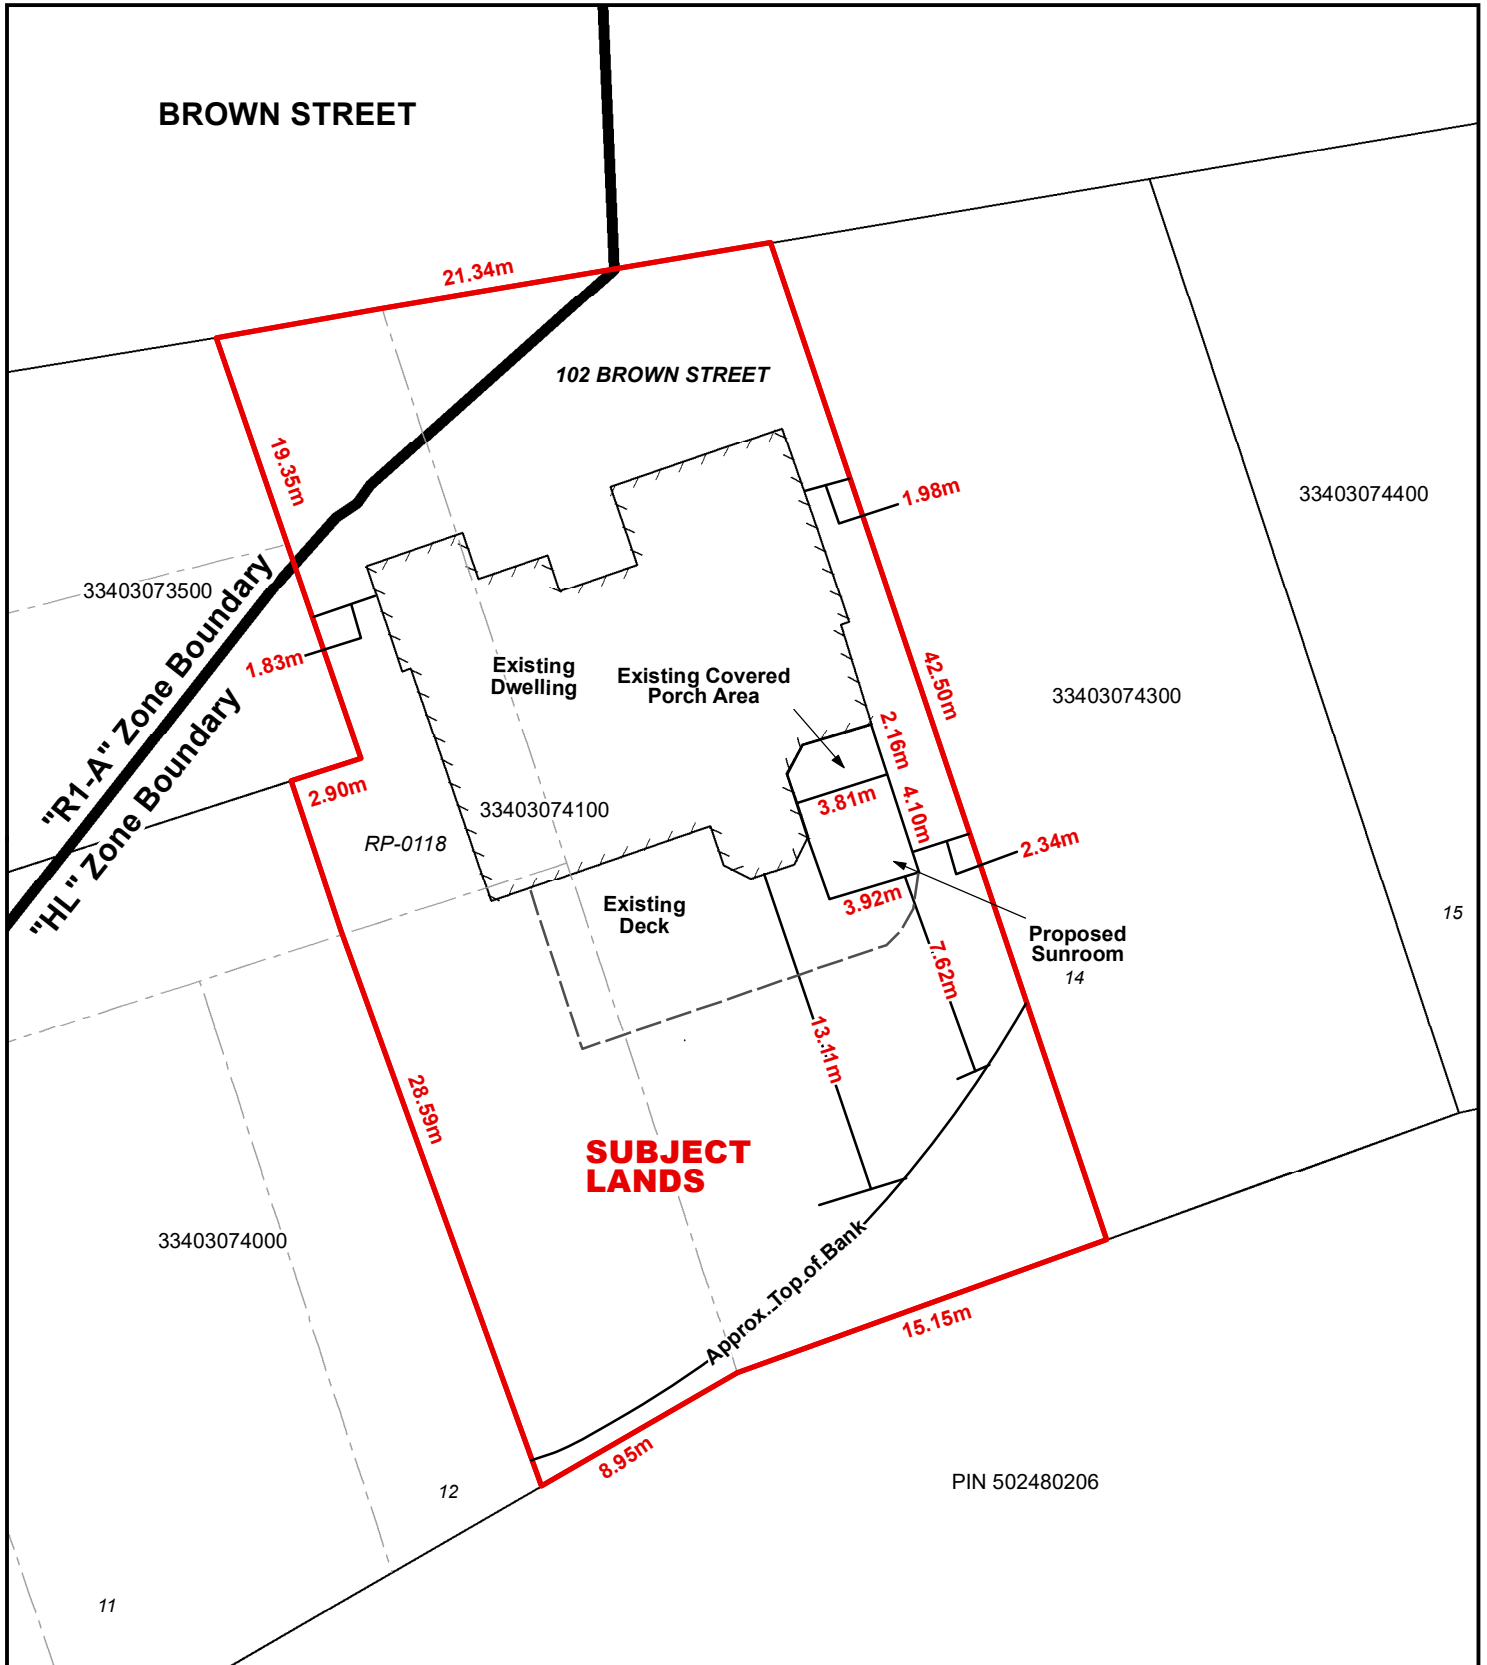 BROWN STREET
21.34m
102 BROWN STREET
19.35m
1.98m
33403074400
33403073500
"R1-A" Zone Boundary
"HL" Zone Boundary
1.83m
Existing
Dwelling
Existing Covered
Porch Area
42.50m
33403074300
2.16m
2.90m
33403074100
3.81m
4.10m
RP-0118
2.34m
3.92m
Existing
Deck
15
Proposed
Sunroom
14
7.62m
13.11m
28.59m
SUBJECT
LANDS
33403074000
Approx. Top of Bank
15.15m
8.95m
12
PIN 502480206
11